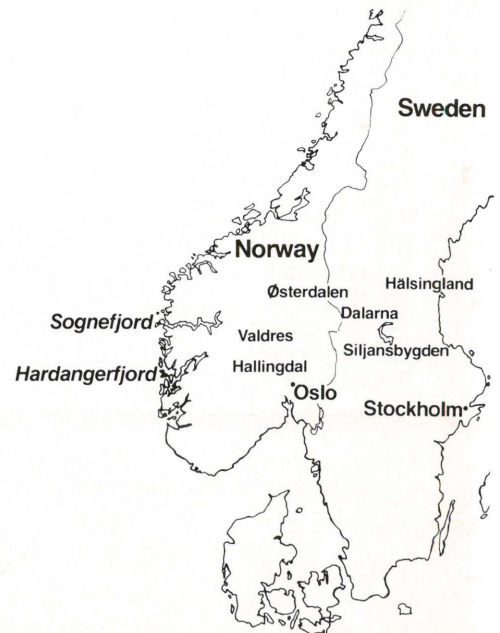 Sweden
Norway
Østerdalen
Hälsingland
Dalarna
Sognefjord
Valdres
Siljansbygden
Hallingdal
Hardangerfjord
Oslo
Stockholm